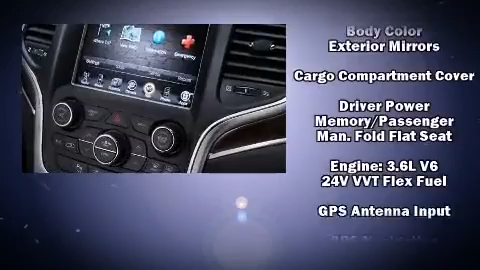 Body Color
Exterior Mirrors
Cargo Compartment Cover
Driver Power
Memory/Passenger
Man. Fold Flat Seat
Engine: 3.6L V6
24V VVT Flex Fuel
GPS Antenna Input
Emergency